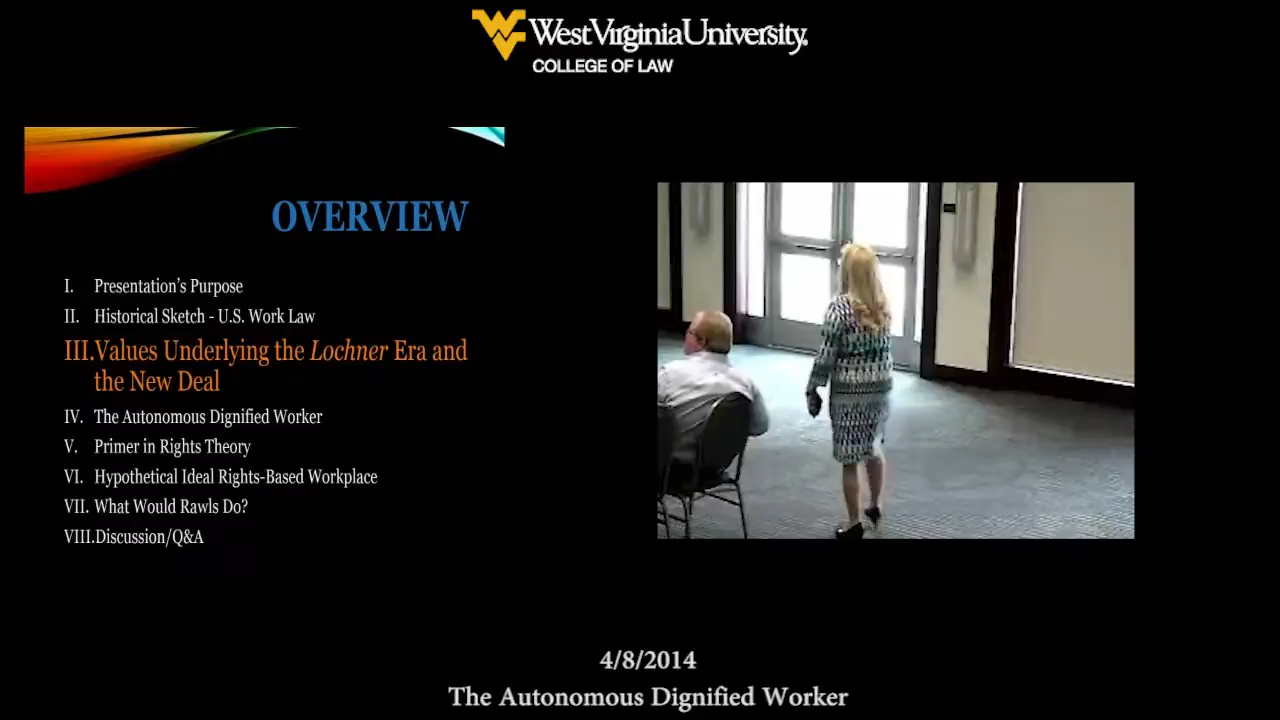 West Virginia University.
COLLEGE OF LAW
OVERVIEW
I. Presentation's Purpose
II. Historical Sketch - U.S. Work Law
III.Values Underlying the Lochner Era and
the New Deal
IV. The Autonomous Dignified Worker
V. Primer in Rights Theory
VI. Hypothetical Ideal Rights-Based Workplace
VII. What Would Rawls Do?
VIII.Discussion/Q&A
4/8/2014
The Autonomous Dignified Worker